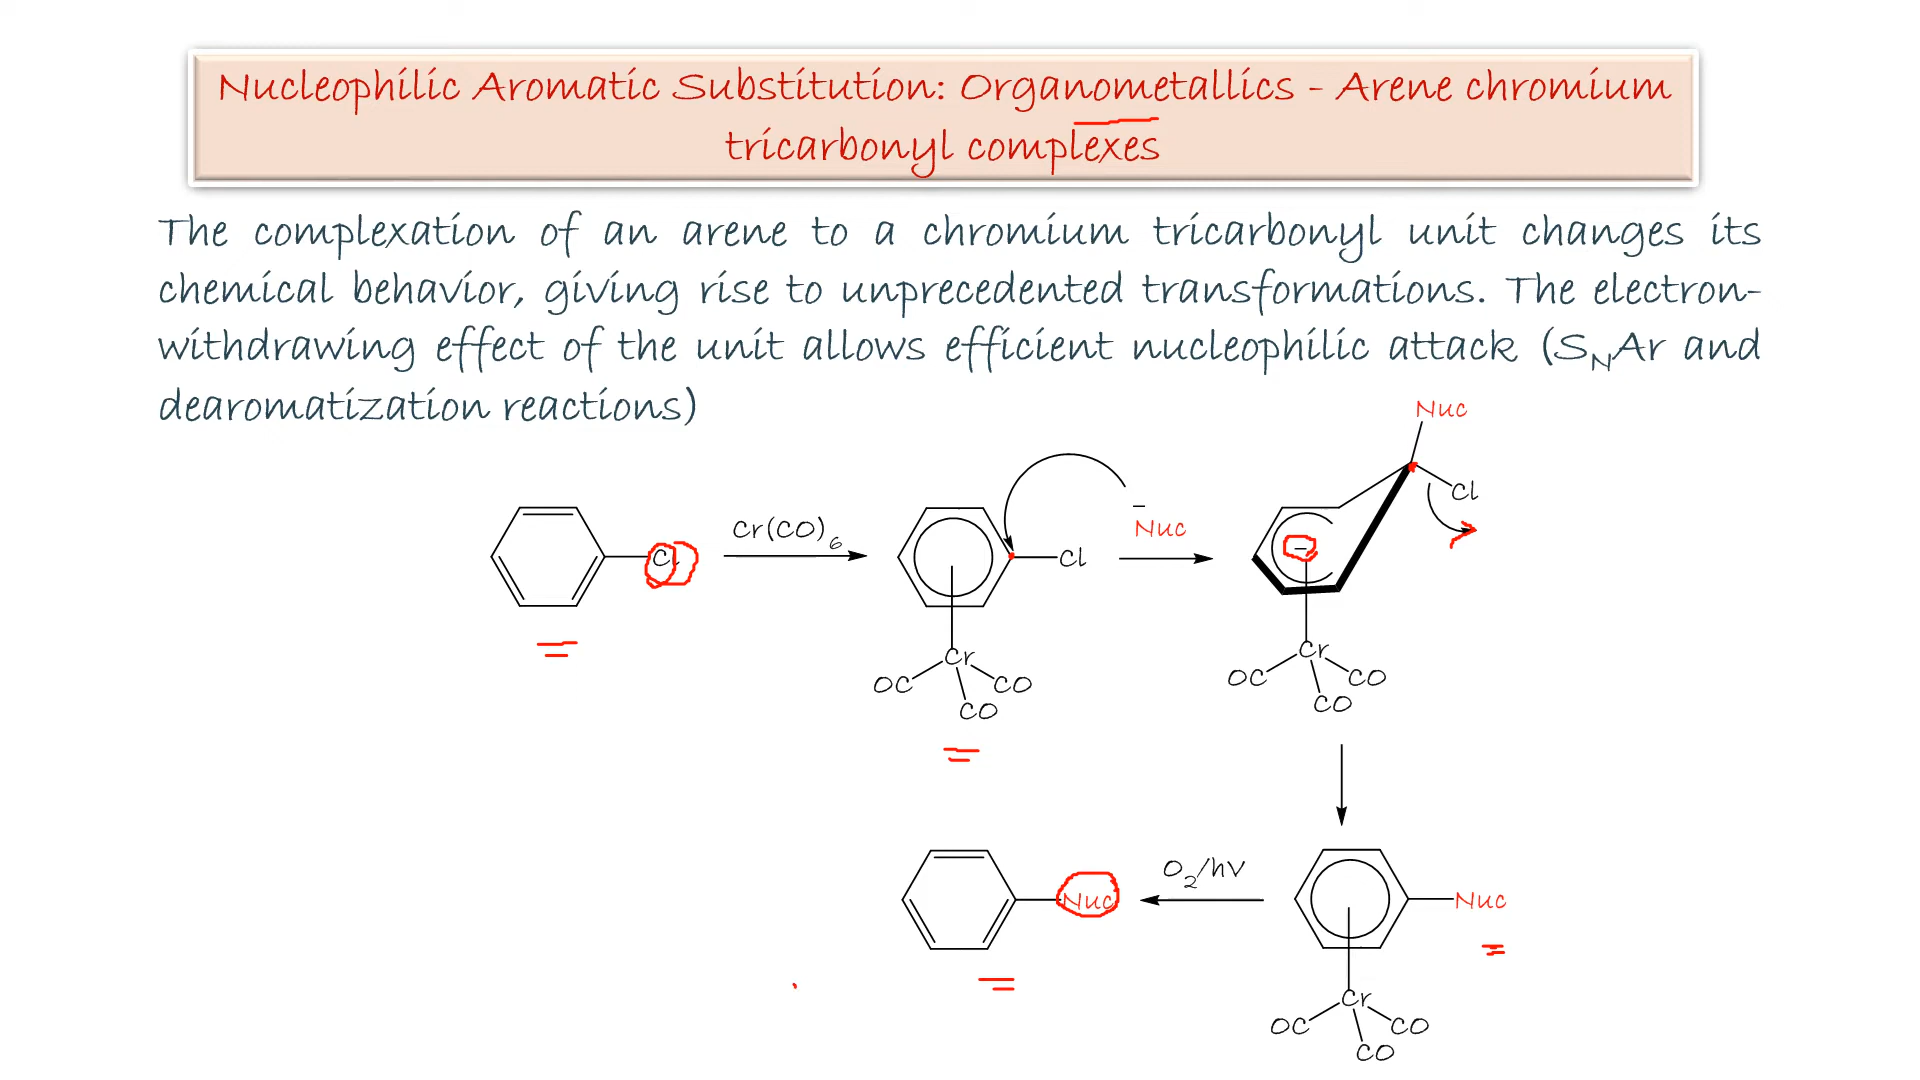 Nucleophilic Aromatic Substitution: Organometallics - Arene chromium
tricarbonyl complexes
The complexation of an arene to a chromium tricarbonyl unit changes its
chemical behavior, giving rise to unprecedented transformations. The electron-
withdrawing effect of the unit allows efficient nucleophilic attack (SNAr and
dearomatization reactions)
Nuc
Cl
Cr(CO)6
Cl
Nuc
Cl
−
Cr
OC CO
CO
Cr
OC CO
CO
Nuc
O2/hν
Nuc
Cr
OC CO
CO